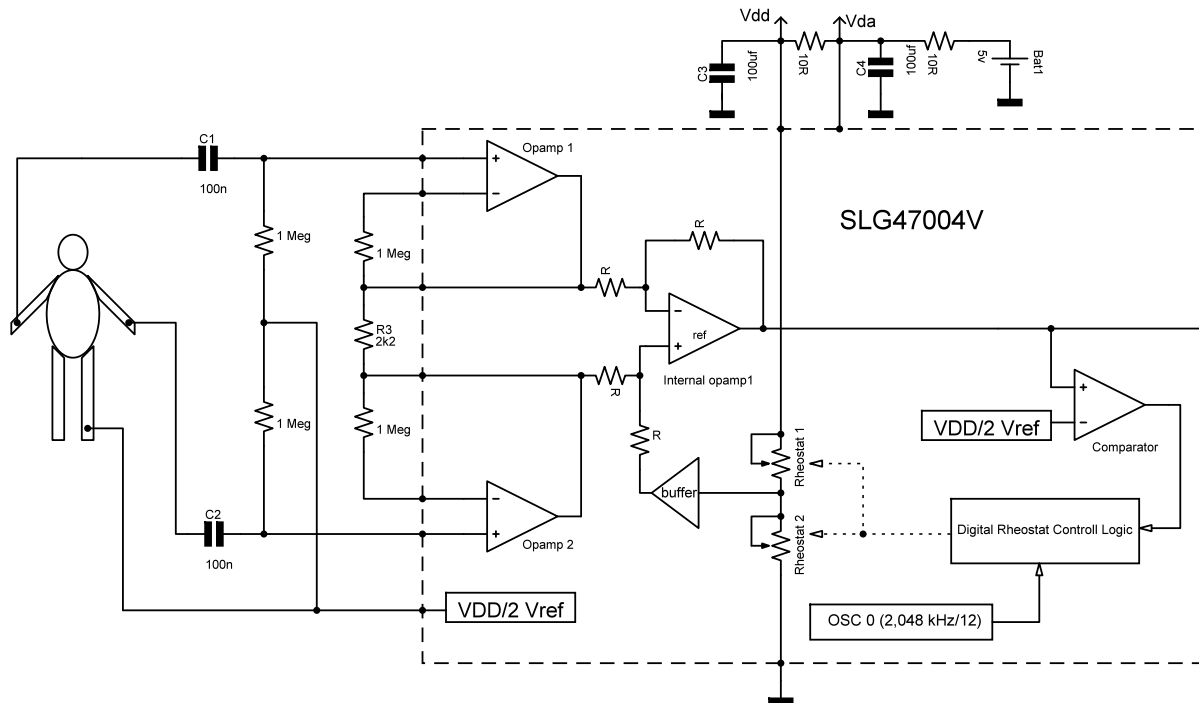 Vdd
Vda
C3
100uf
10R
C4
100uf
10R
5v
Bat1
C1
100n
Opamp 1
+
−
SLG47004V
1 Meg
1 Meg
R
R
−
ref
+
Internal opamp1
R3
2k2
R
1 Meg
1 Meg
R
+
−
Comparator
VDD/2 Vref
Rheostat 1
buffer
Rheostat 2
C2
100n
−
+
Opamp 2
Digital Rheostat Controll Logic
VDD/2 Vref
OSC 0 (2,048 kHz/12)